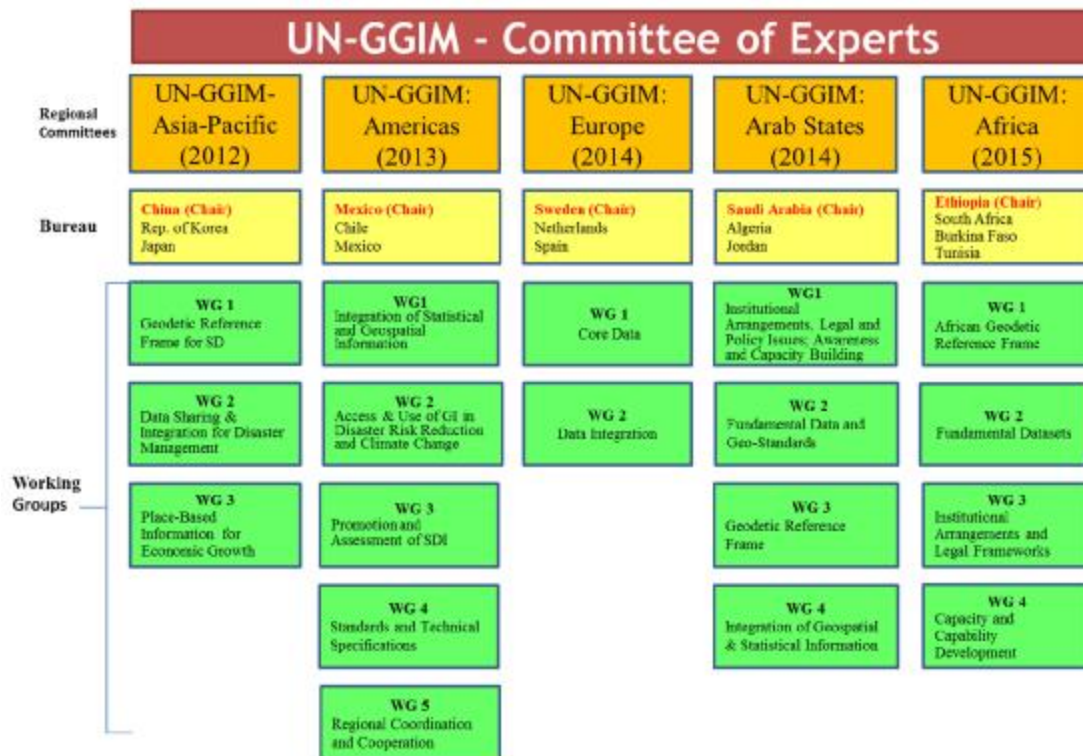 UN-GGIM - Committee of Experts
Regional
Committees
UN-GGIM-
Asia-Pacific
(2012)
UN-GGIM:
Americas
(2013)
UN-GGIM:
Europe
(2014)
UN-GGIM:
Arab States
(2014)
UN-GGIM:
Africa
(2015)
Bureau
China (Chair)
Rep. of Korea
Japan
Mexico (Chair)
Chile
Mexico
Sweden (Chair)
Netherlands
Spain
Saudi Arabia (Chair)
Algeria
Jordan
Ethiopia (Chair)
South Africa
Burkina Faso
Tunisia
Working
Groups
WG 1
Geodetic Reference
Frame for SD
WG1
Integration of Statistical
and Geospatial
Information
WG 1
Core Data
WG1
Institutional
Arrangements, Legal and
Policy Issues; Awareness
and Capacity Building
WG 1
African Geodetic
Reference Frame
WG 2
Data Sharing &
Integration for Disaster
Management
WG 2
Access & Use of GI in
Disaster Risk Reduction
and Climate Change
WG 2
Data Integration
WG 2
Fundamental Data and
Geo-Standards
WG 2
Fundamental Datasets
WG 3
Place-Based
Information for
Economic Growth
WG 3
Promotion and
Assessment of SDI
WG 3
Geodetic Reference
Frame
WG 3
Institutional
Arrangements and
Legal Frameworks
WG 4
Standards and Technical
Specifications
WG 4
Integration of Geospatial
& Statistical Information
WG 4
Capacity and
Capability
Development
WG 5
Regional Coordination
and Cooperation